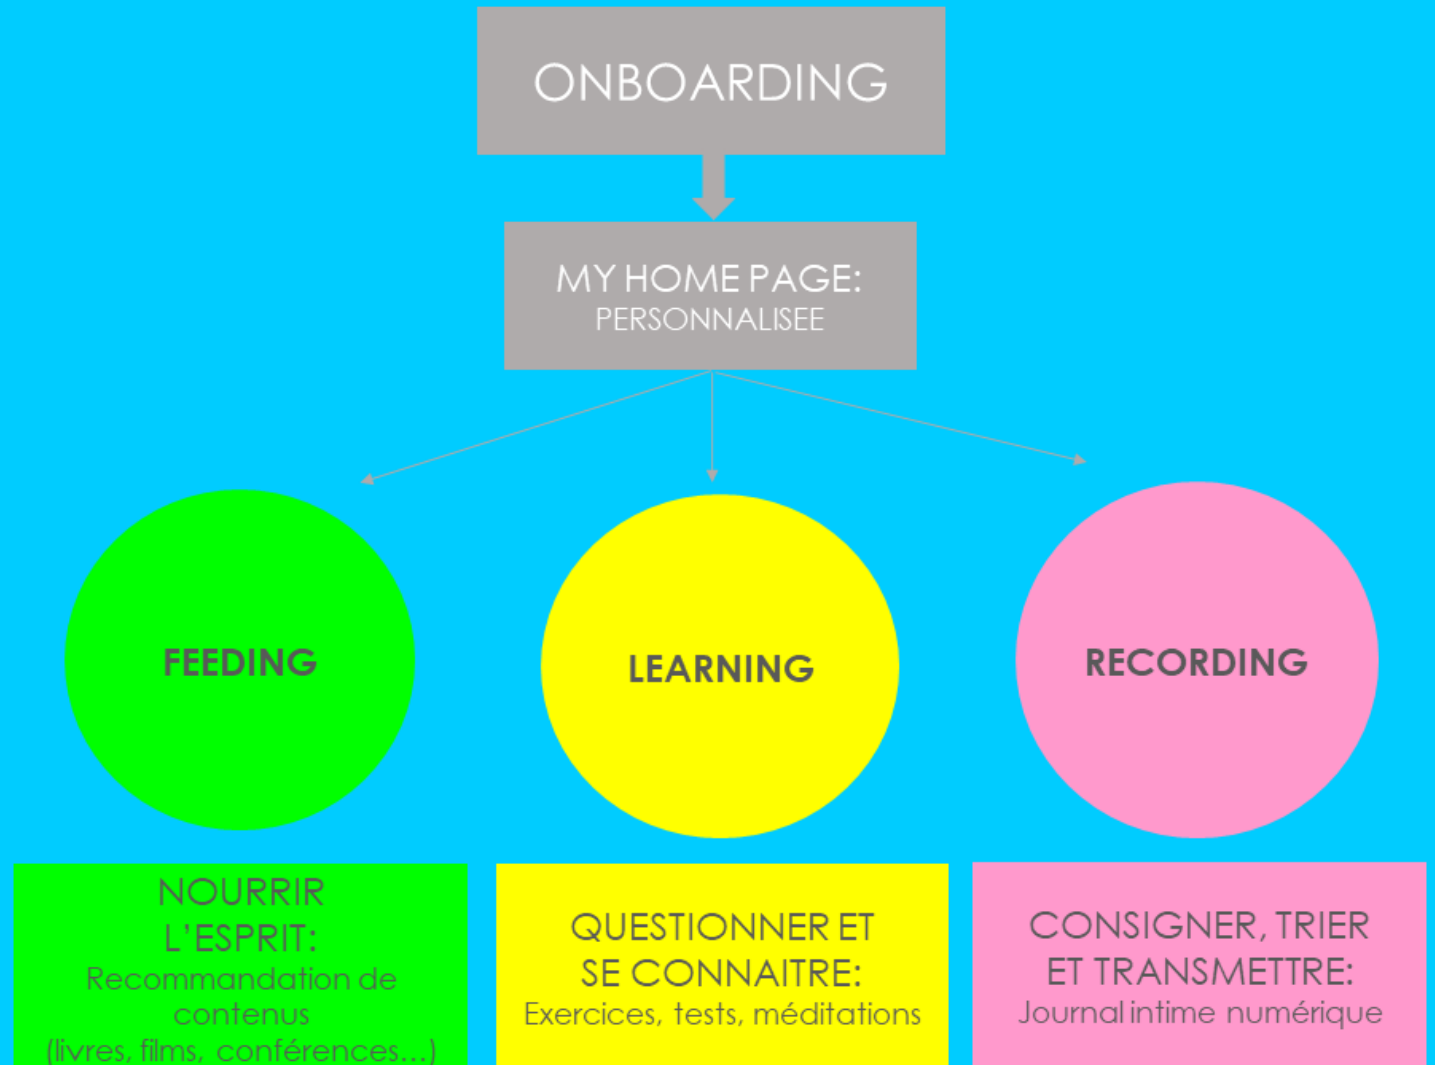 ONBOARDING
MY HOME PAGE:
PERSONNALISEE
FEEDING
LEARNING
RECORDING
NOURRIR
L'ESPRIT:
Recommandation de
contenus
(livres, films, conférences...)
QUESTIONNER ET
SE CONNAITRE:
Exercices, tests, méditations
CONSIGNER, TRIER
ET TRANSMETTRE:
Journal intime numérique